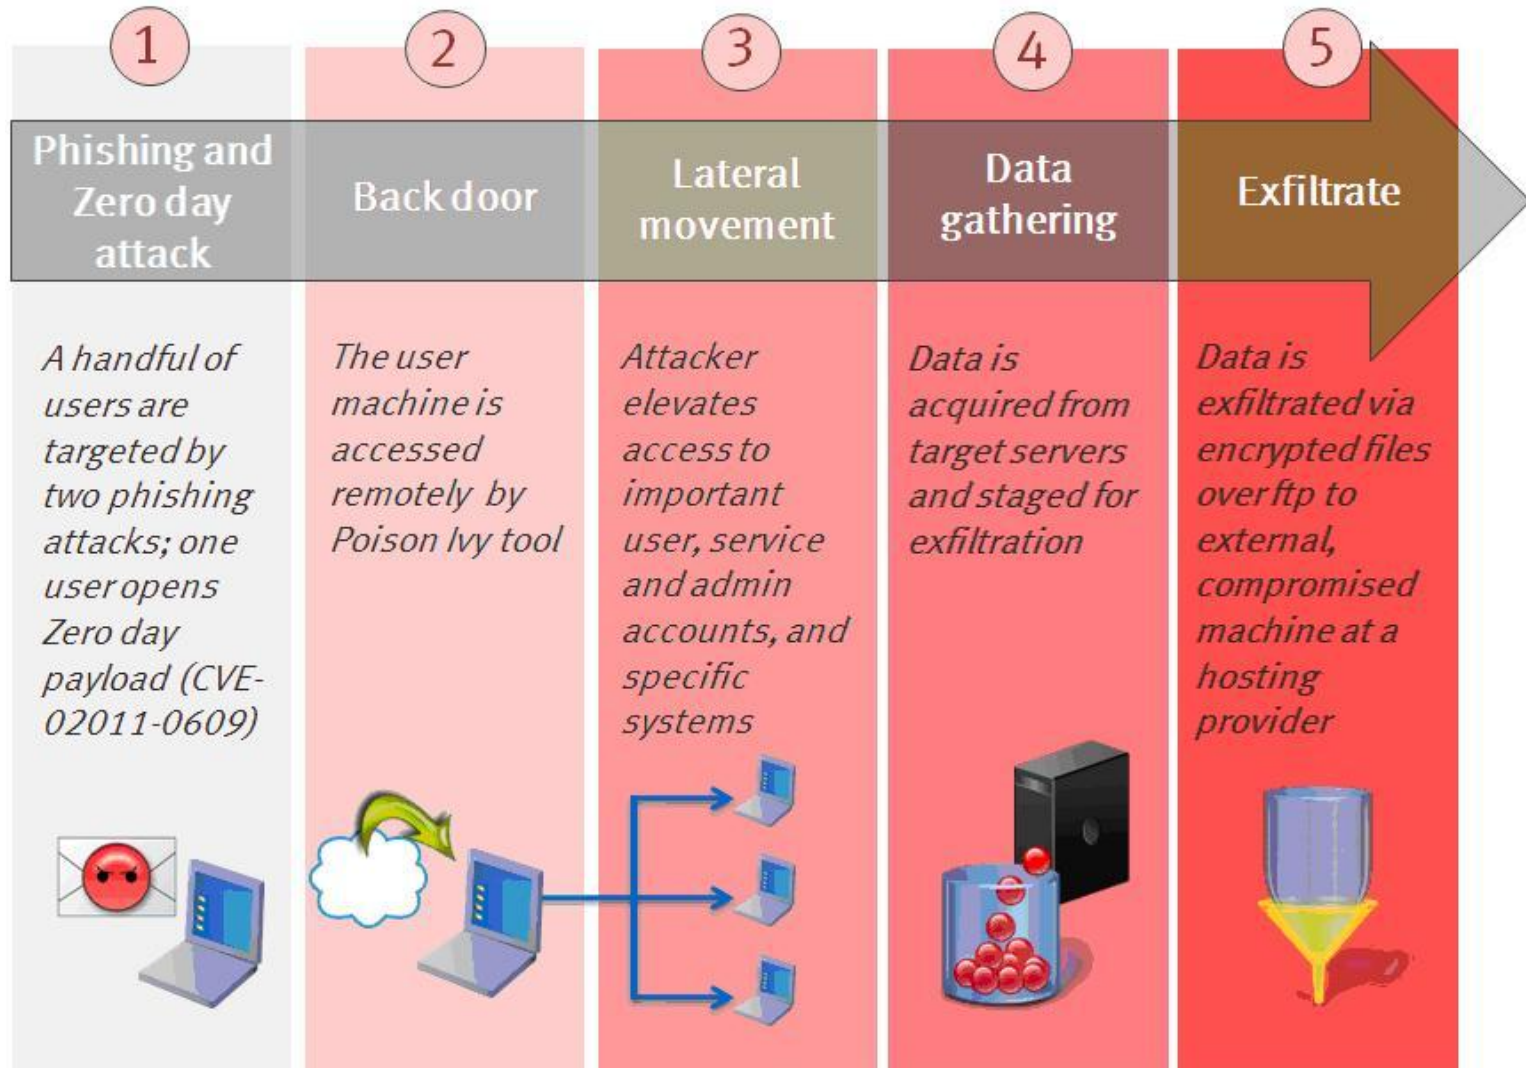 1
2
3
4
5
Phishing and
Zero day
attack
Back door
Lateral
movement
Data
gathering
Exfiltrate
A handful of
users are
targeted by
two phishing
attacks; one
user opens
Zero day
payload (CVE-
02011-0609)
The user
machine is
accessed
remotely by
Poison Ivy tool
Attacker
elevates
access to
important
user, service
and admin
accounts, and
specific
systems
Data is
acquired from
target servers
and staged for
exfiltration
Data is
exfiltrated via
encrypted files
over ftp to
external,
compromised
machine at a
hosting
provider